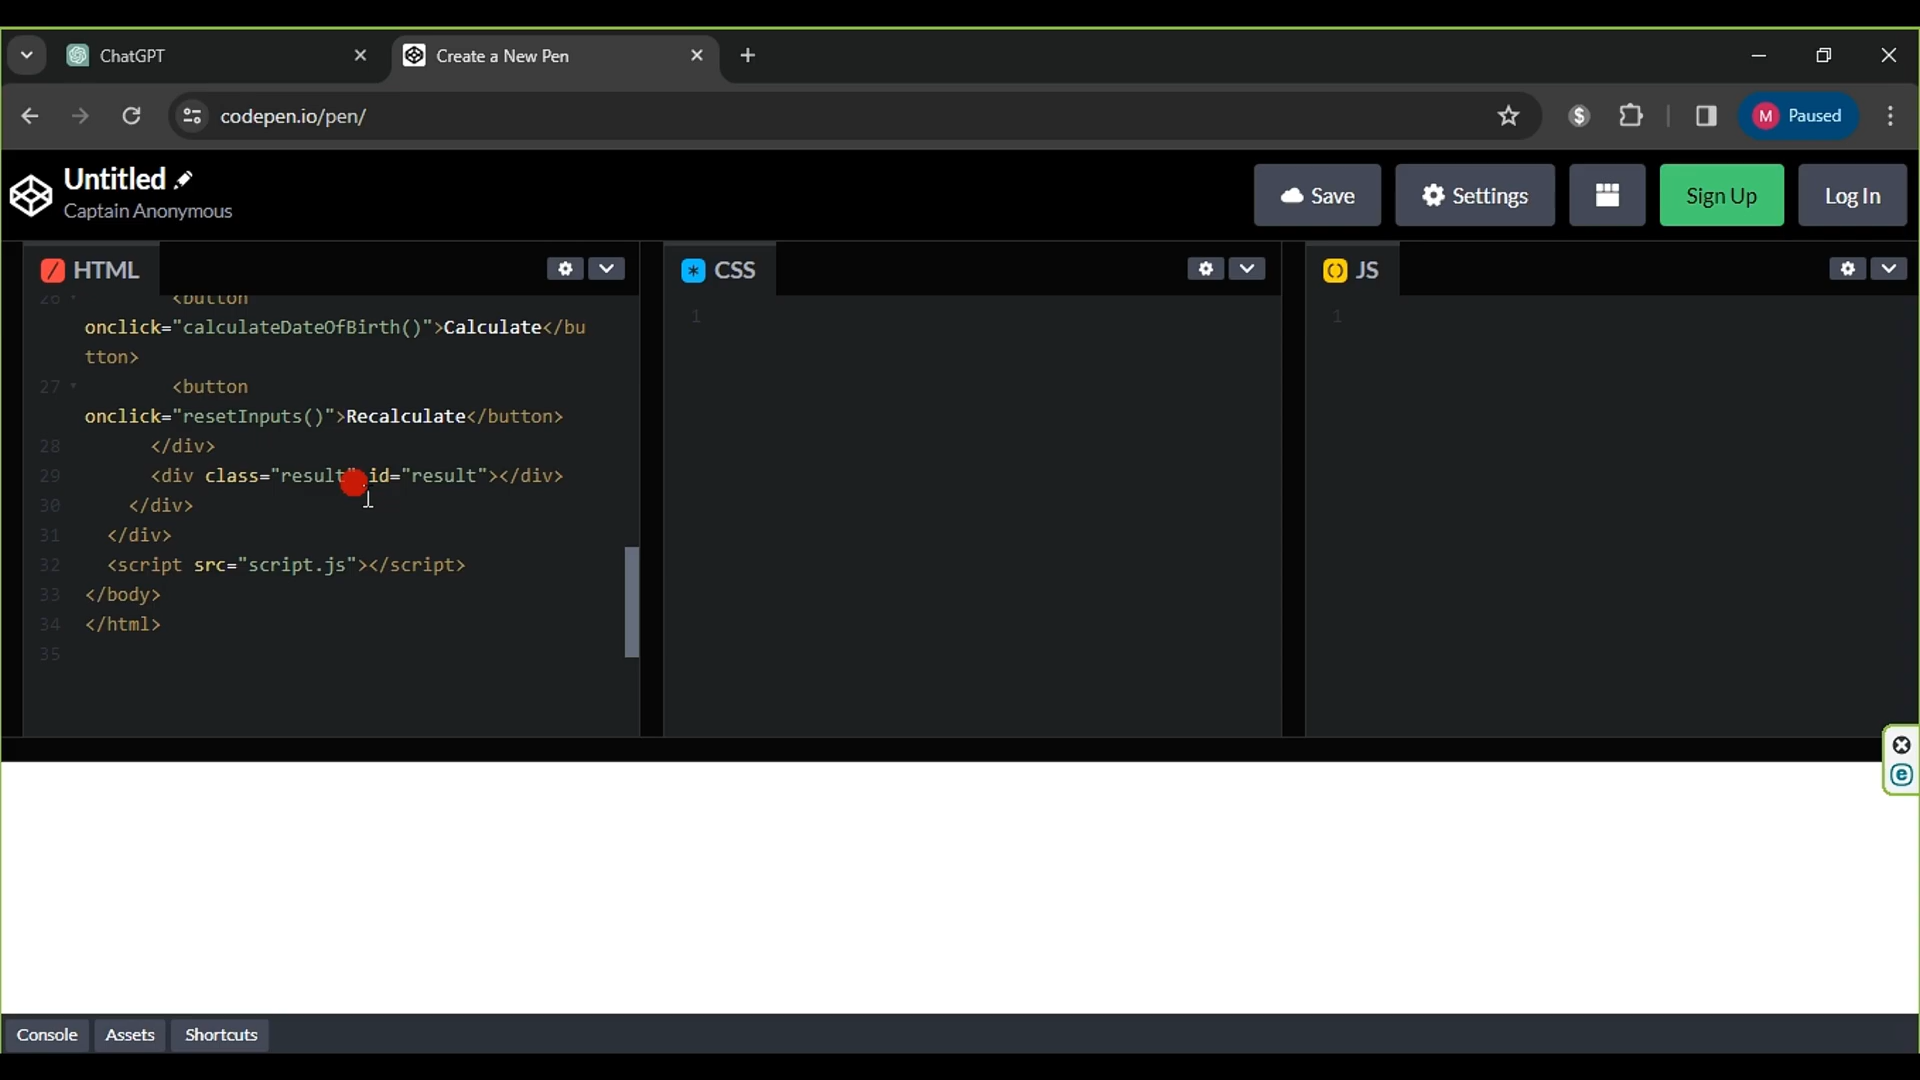 ChatGPT
Create a New Pen
codepen.io/pen/
M Paused
Untitled
Captain Anonymous
Save
Settings
Sign Up
Log In
HTML
CSS
JS
26 <button
onclick="calculateDateOfBirth()">Calculate</bu
tton>
27 <button
onclick="resetInputs()">Recalculate</button>
28 </div>
29 <div class="result" id="result"></div>
30 </div>
31 </div>
32 <script src="script.js"></script>
33 </body>
34 </html>
35
1
1
Console
Assets
Shortcuts